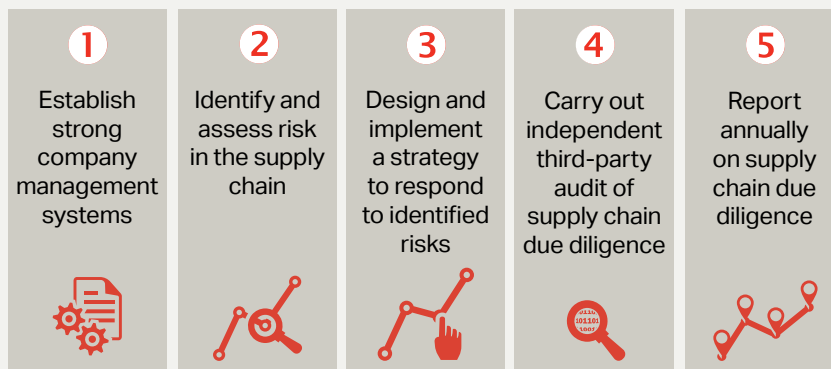 1
Establish
strong
company
management
systems
2
Identify and
assess risk
in the supply
chain
3
Design and
implement
a strategy
to respond
to identified
risks
4
Carry out
independent
third-party
audit of
supply chain
due diligence
101101
5
Report
annually
on supply
chain due
diligence